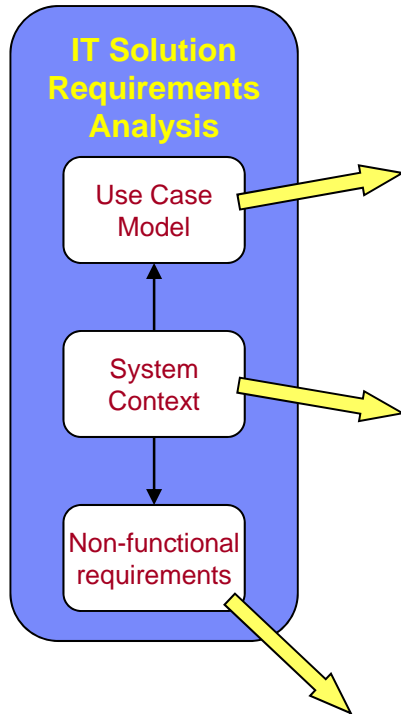 IT Solution
Requirements
Analysis
Use Case
Model
System
Context
Non-functional
requirements